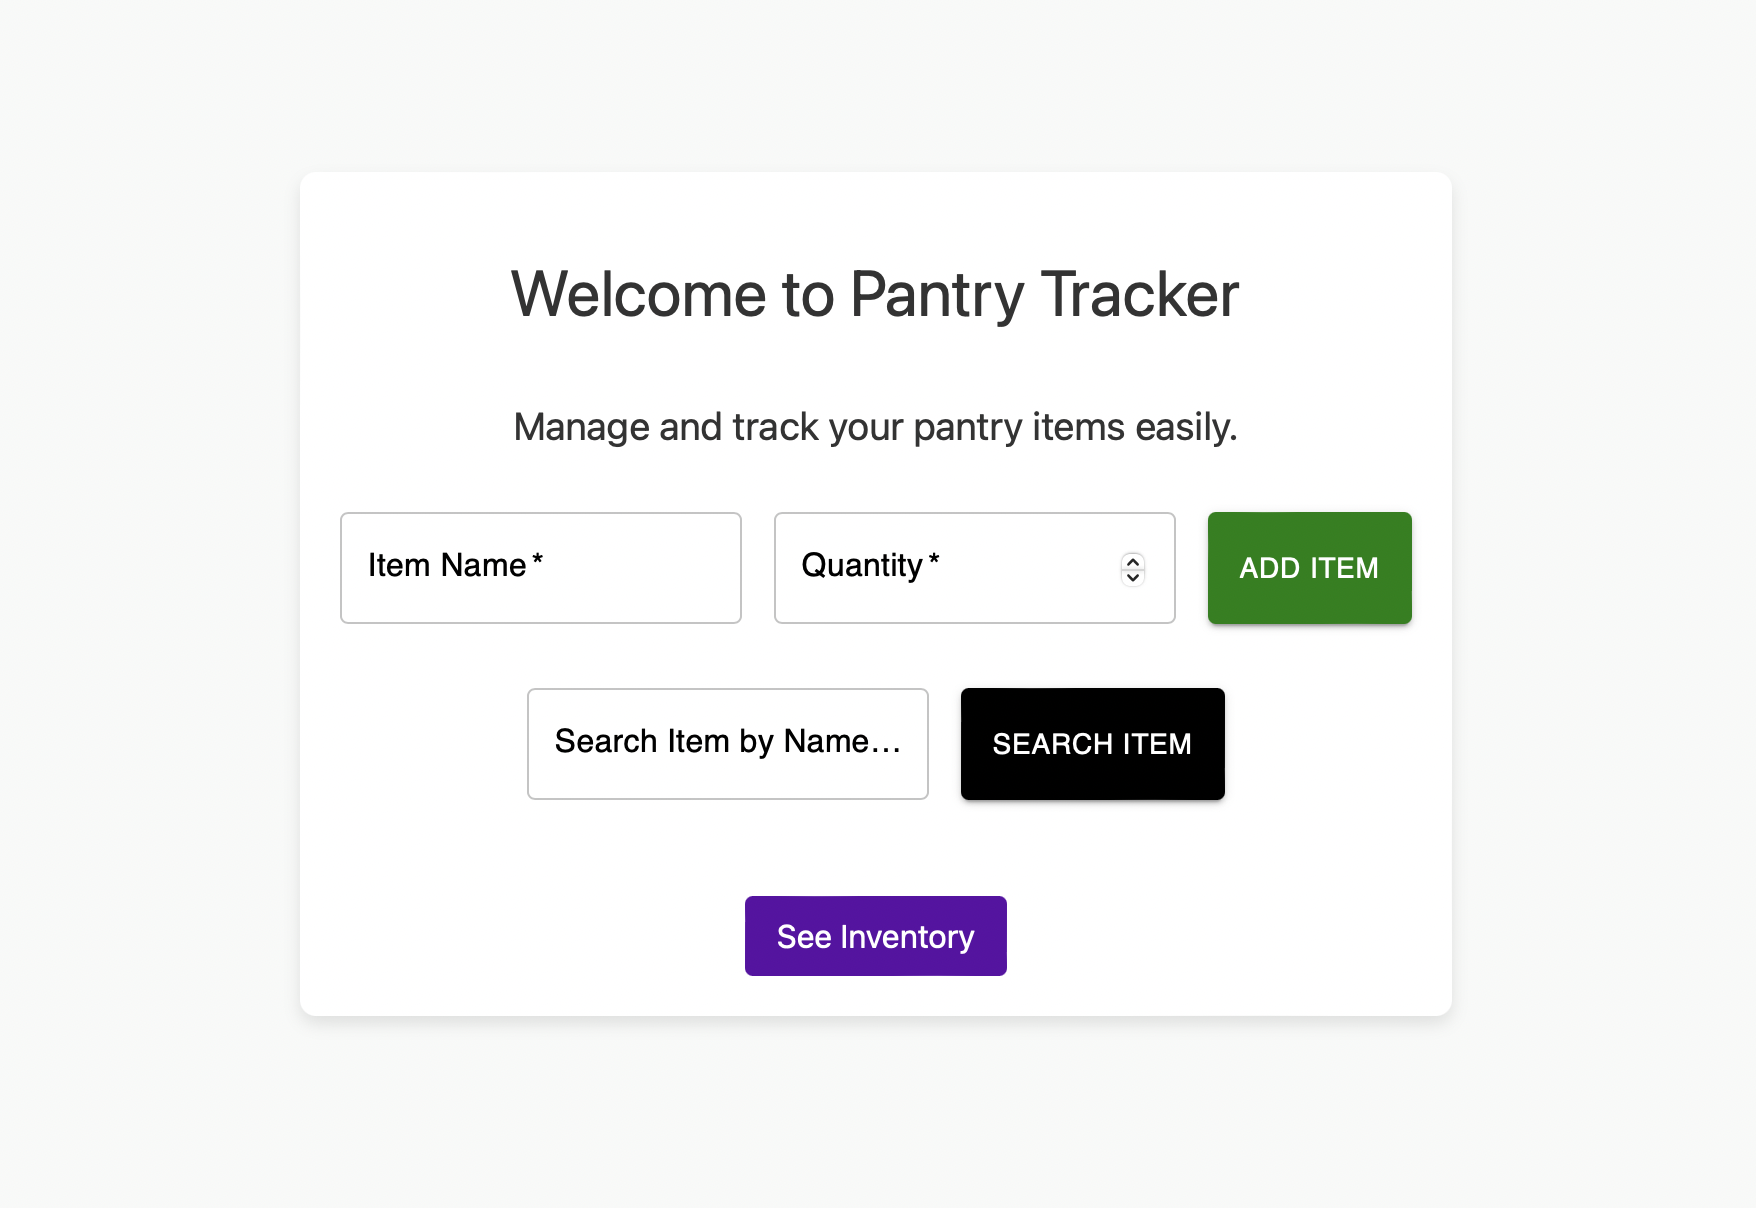 Welcome to Pantry Tracker
Manage and track your pantry items easily.
Item Name *
Quantity *
ADD ITEM
Search Item by Name...
SEARCH ITEM
See Inventory